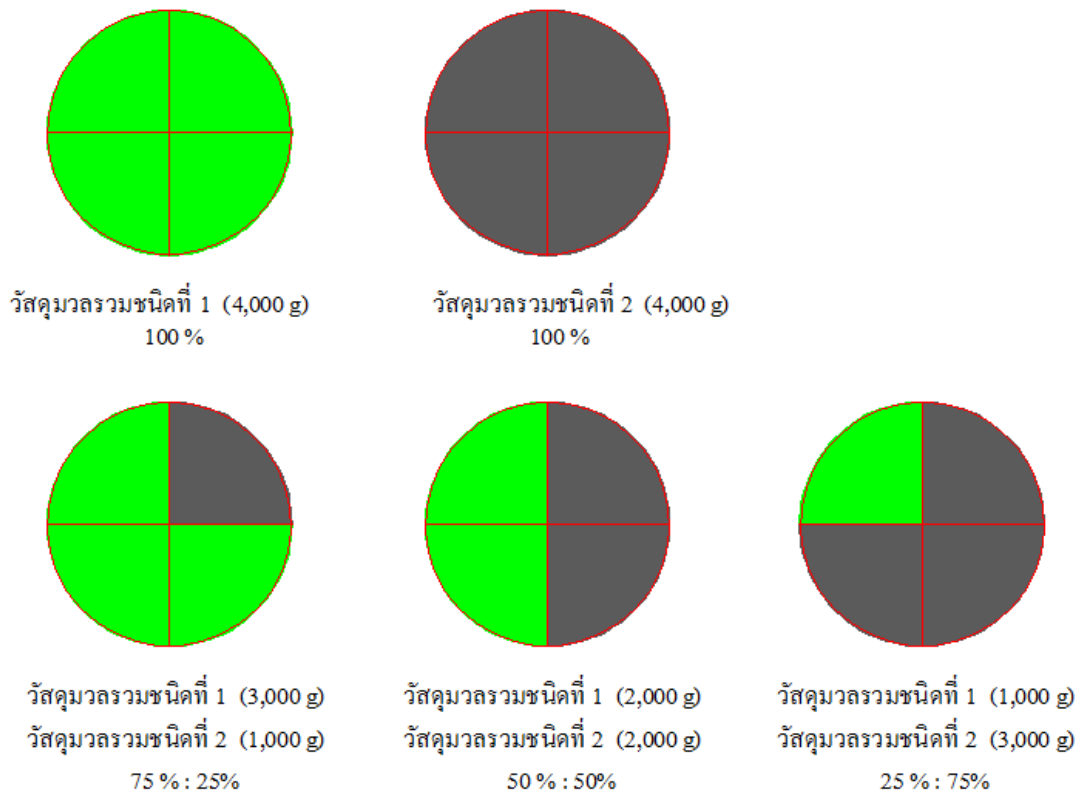 วัสดุมวลรวมชนิดที่ 1 (4,000 g)
100 %
วัสดุมวลรวมชนิดที่ 2 (4,000 g)
100 %
วัสดุมวลรวมชนิดที่ 1 (3,000 g)
วัสดุมวลรวมชนิดที่ 2 (1,000 g)
75 % : 25%
วัสดุมวลรวมชนิดที่ 1 (2,000 g)
วัสดุมวลรวมชนิดที่ 2 (2,000 g)
50 % : 50%
วัสดุมวลรวมชนิดที่ 1 (1,000 g)
วัสดุมวลรวมชนิดที่ 2 (3,000 g)
25 % : 75%